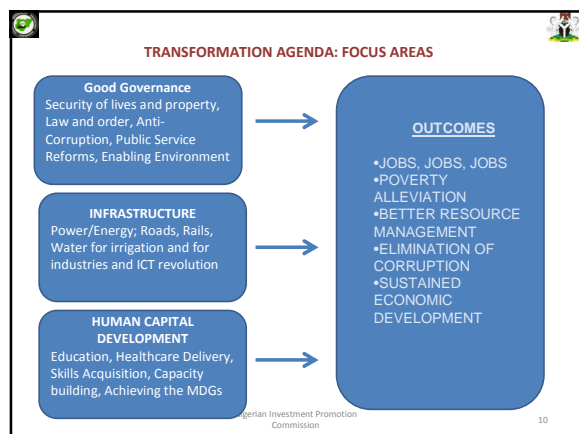 TRANSFORMATION AGENDA: FOCUS AREAS
Good Governance
Security of lives and property,
Law and order, Anti-
Corruption, Public Service
Reforms, Enabling Environment
INFRASTRUCTURE
Power/Energy; Roads, Rails,
Water for irrigation and for
industries and ICT revolution
HUMAN CAPITAL
DEVELOPMENT
Education, Healthcare Delivery,
Skills Acquisition, Capacity
building, Achieving the MDGs
OUTCOMES
•JOBS, JOBS, JOBS
•POVERTY
ALLEVIATION
•BETTER RESOURCE
MANAGEMENT
•ELIMINATION OF
CORRUPTION
•SUSTAINED
ECONOMIC
DEVELOPMENT
igerian Investment Promotion
Commission
10